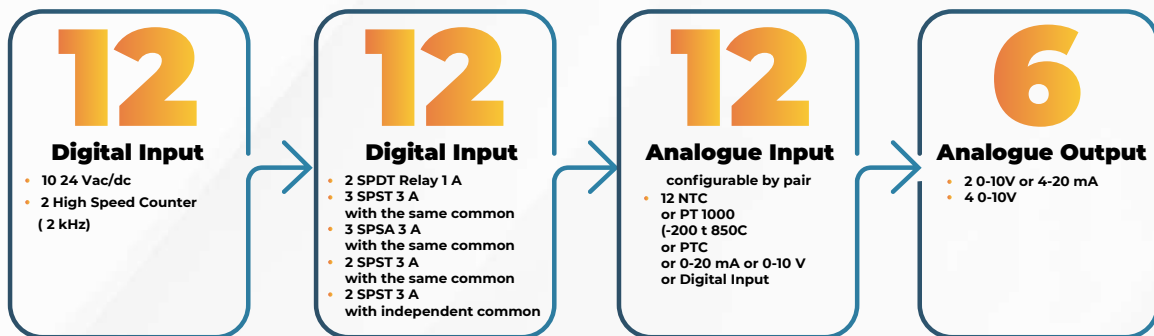 12
Digital Input
10 24 Vac/dc
2 High Speed Counter
( 2 kHz)
12
Digital Input
2 SPDT Relay 1 A
3 SPST 3 A
with the same common
3 SPSA 3 A
with the same common
2 SPST 3 A
with the same common
2 SPST 3 A
with independent common
12
Analogue Input
configurable by pair
12 NTC
or PT 1000
(-200 t 850C
or PTC
or 0-20 mA or 0-10 V
or Digital Input
6
Analogue Output
2 0-10V or 4-20 mA
4 0-10V